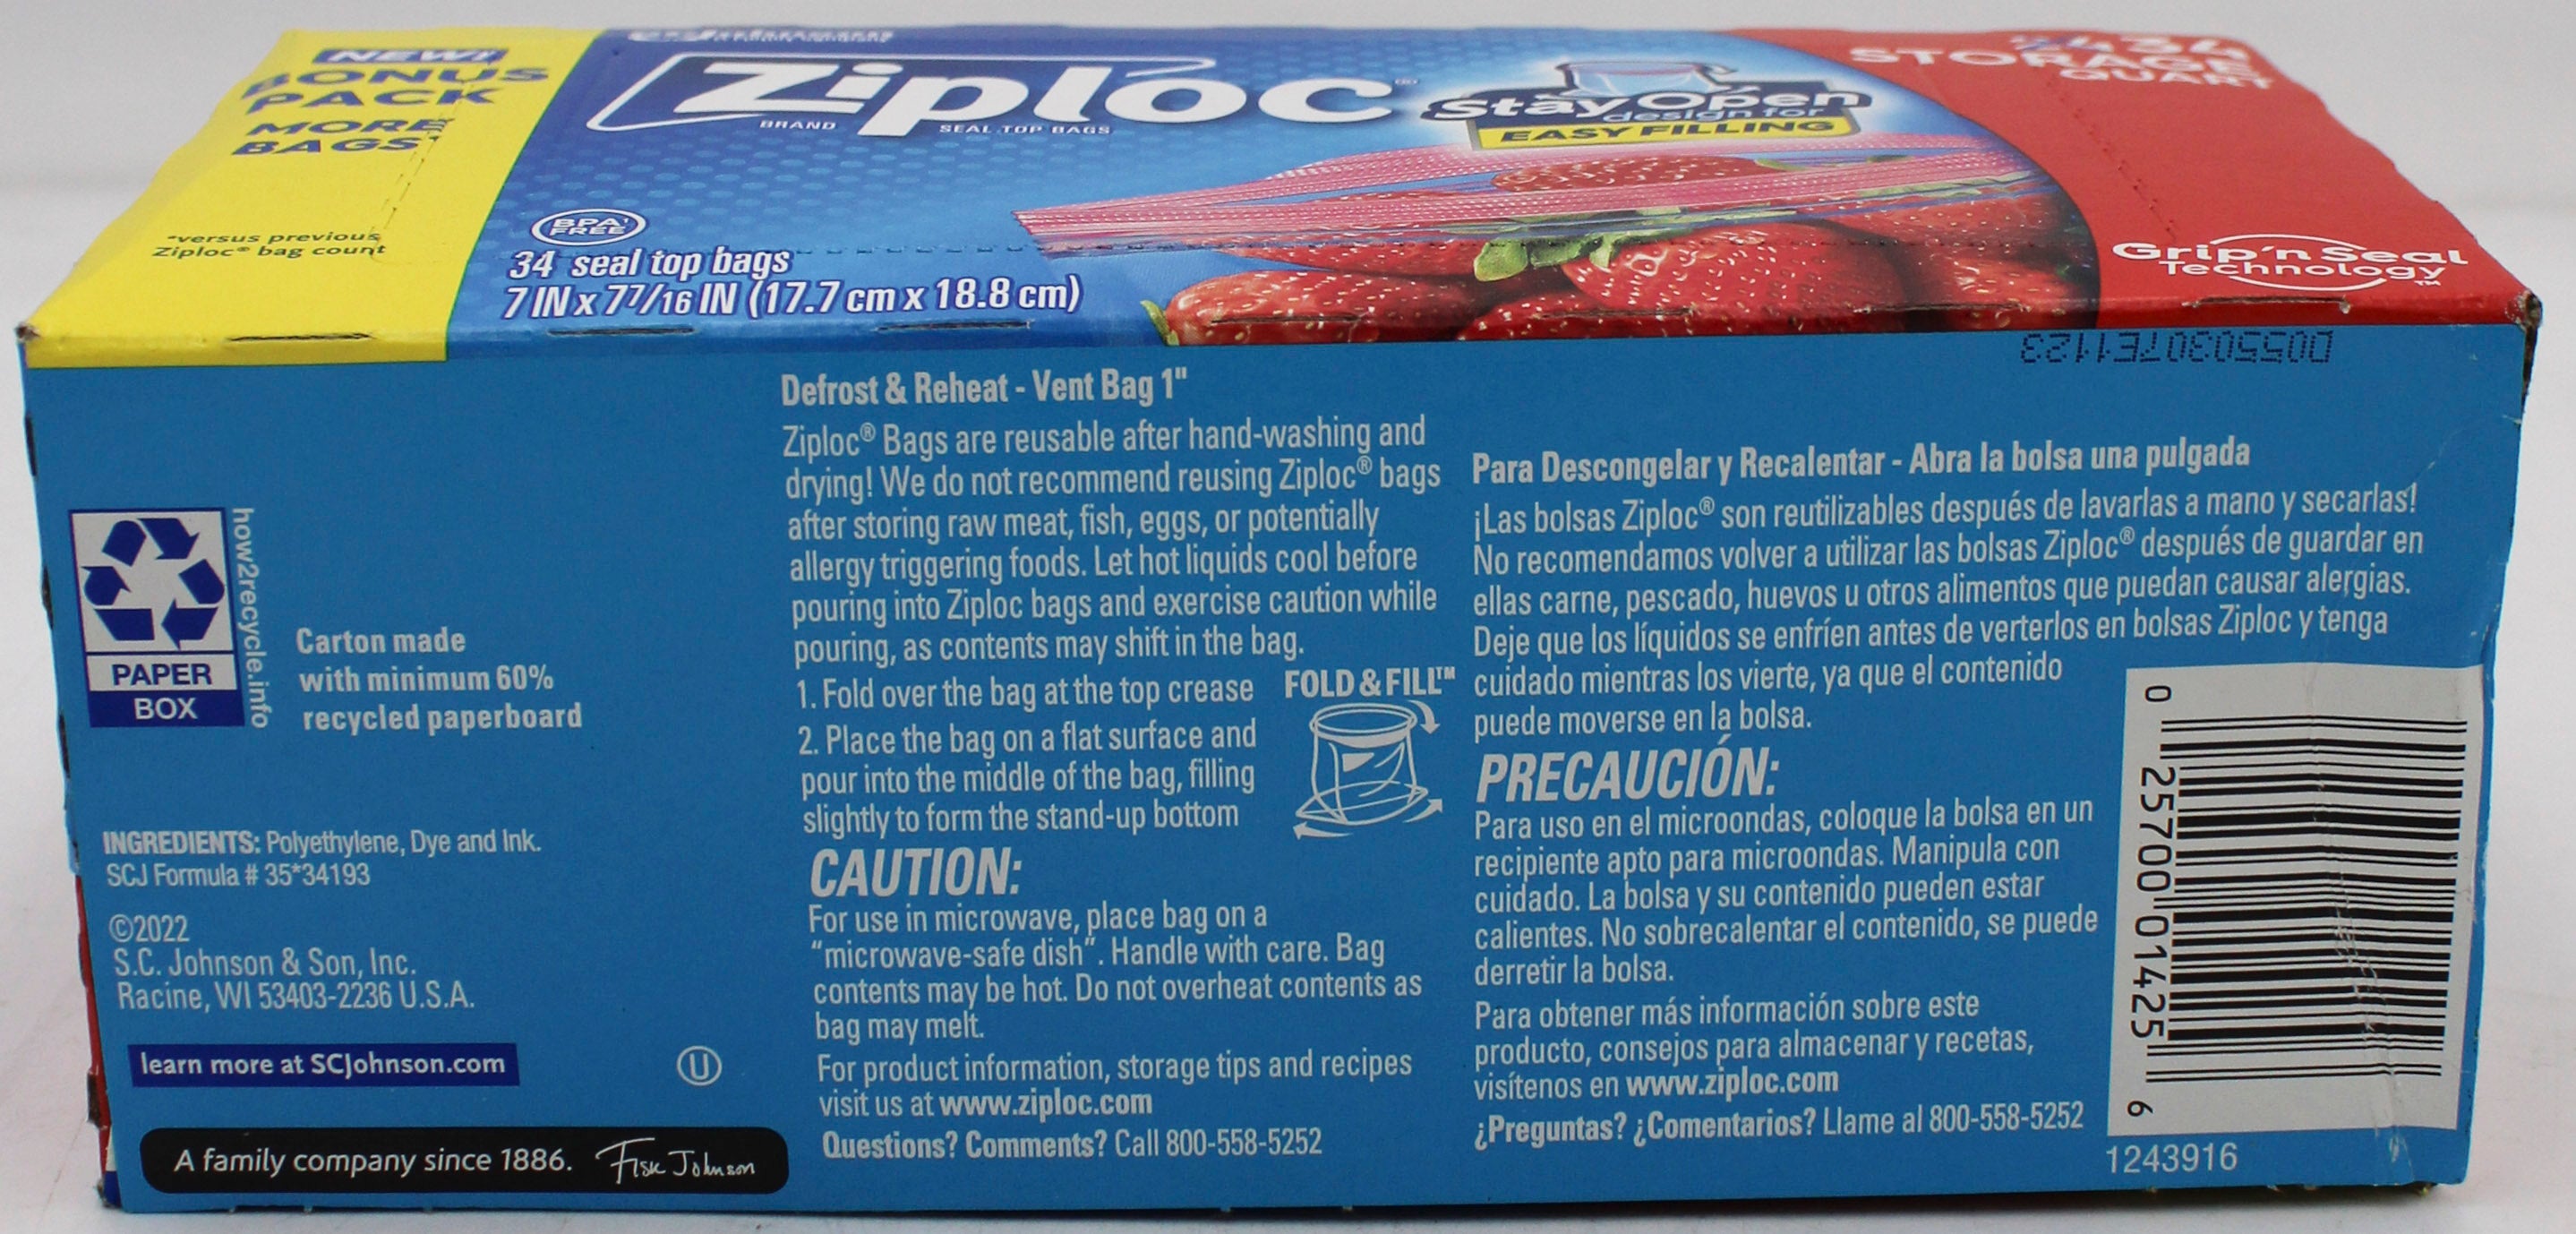 NEW!
BONUS
PACK
MORE
BAGS*
*versus previous
Ziploc® bag count
Ziploc®
BRAND SEAL TOP BAGS
Stay Open
design for
EASY FILLING
34
STORAGE
QUART
BPA¹
FREE
34 seal top bags
7 IN x 7 7/16 IN (17.7 cm x 18.8 cm)
Grip'n Seal
Technology™
D0550307E1123
PAPER
BOX
how2recycle.info
Carton made
with minimum 60%
recycled paperboard
INGREDIENTS: Polyethylene, Dye and Ink.
SCJ Formula # 35*34193
©2022
S.C. Johnson & Son, Inc.
Racine, WI 53403-2236 U.S.A.
learn more at SCJohnson.com
U
A family company since 1886. Fisk Johnson
Defrost & Reheat - Vent Bag 1"
Ziploc® Bags are reusable after hand-washing and
drying! We do not recommend reusing Ziploc® bags
after storing raw meat, fish, eggs, or potentially
allergy triggering foods. Let hot liquids cool before
pouring into Ziploc bags and exercise caution while
pouring, as contents may shift in the bag.
1. Fold over the bag at the top crease
2. Place the bag on a flat surface and
pour into the middle of the bag, filling
slightly to form the stand-up bottom
FOLD & FILL™
CAUTION:
For use in microwave, place bag on a
“microwave-safe dish”. Handle with care. Bag
contents may be hot. Do not overheat contents as
bag may melt.
For product information, storage tips and recipes
visit us at www.ziploc.com
Questions? Comments? Call 800-558-5252
Para Descongelar y Recalentar - Abra la bolsa una pulgada
¡Las bolsas Ziploc® son reutilizables después de lavarlas a mano y secarlas!
No recomendamos volver a utilizar las bolsas Ziploc® después de guardar en
ellas carne, pescado, huevos u otros alimentos que puedan causar alergias.
Deje que los líquidos se enfríen antes de verterlos en bolsas Ziploc y tenga
cuidado mientras los vierte, ya que el contenido
puede moverse en la bolsa.
PRECAUCIÓN:
Para uso en el microondas, coloque la bolsa en un
recipiente apto para microondas. Manipula con
cuidado. La bolsa y su contenido pueden estar
calientes. No sobrecalentar el contenido, se puede
derretir la bolsa.
Para obtener más información sobre este
producto, consejos para almacenar y recetas,
visítenos en www.ziploc.com
¿Preguntas? ¿Comentarios? Llame al 800-558-5252
0 25700 01425 6
1243916